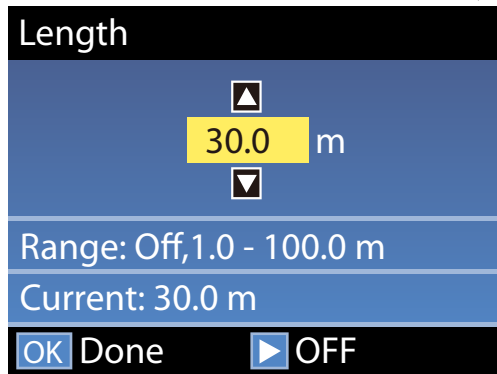 Length
30.0 m
Range: Off,1.0 - 100.0 m
Current: 30.0 m
OK Done OFF